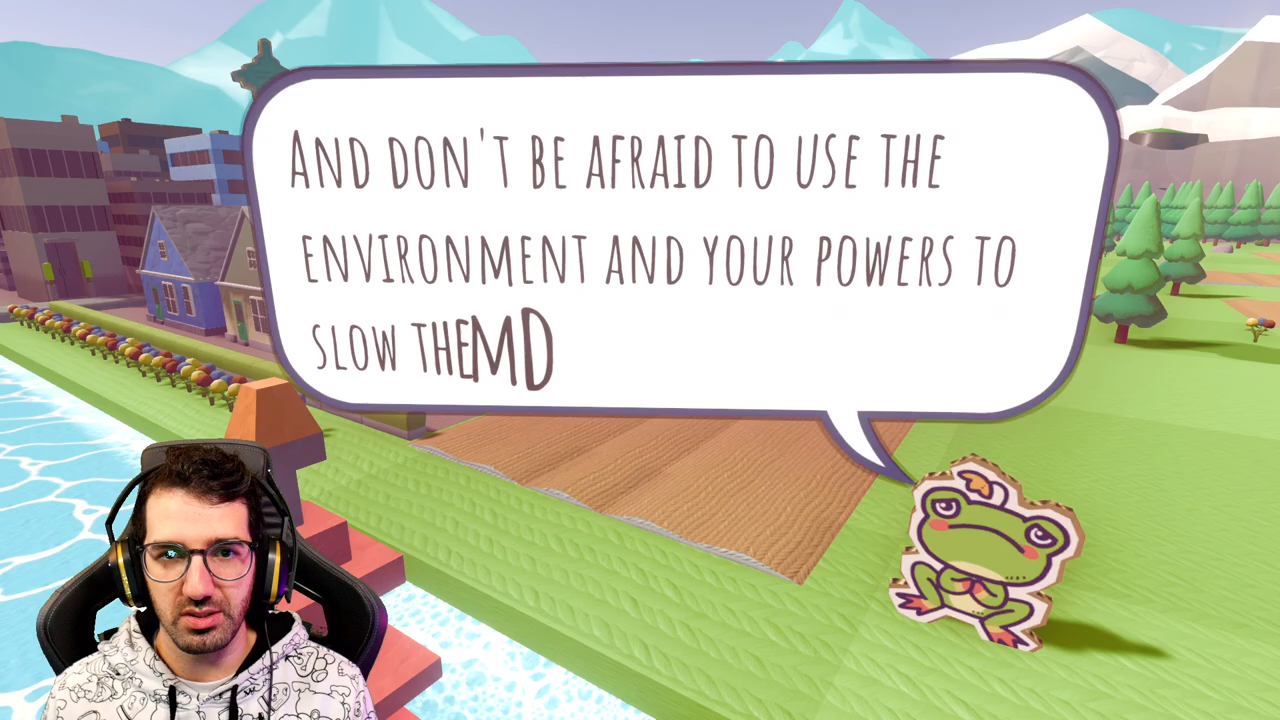 And don't be afraid to use the
environment and your powers to
slow themd